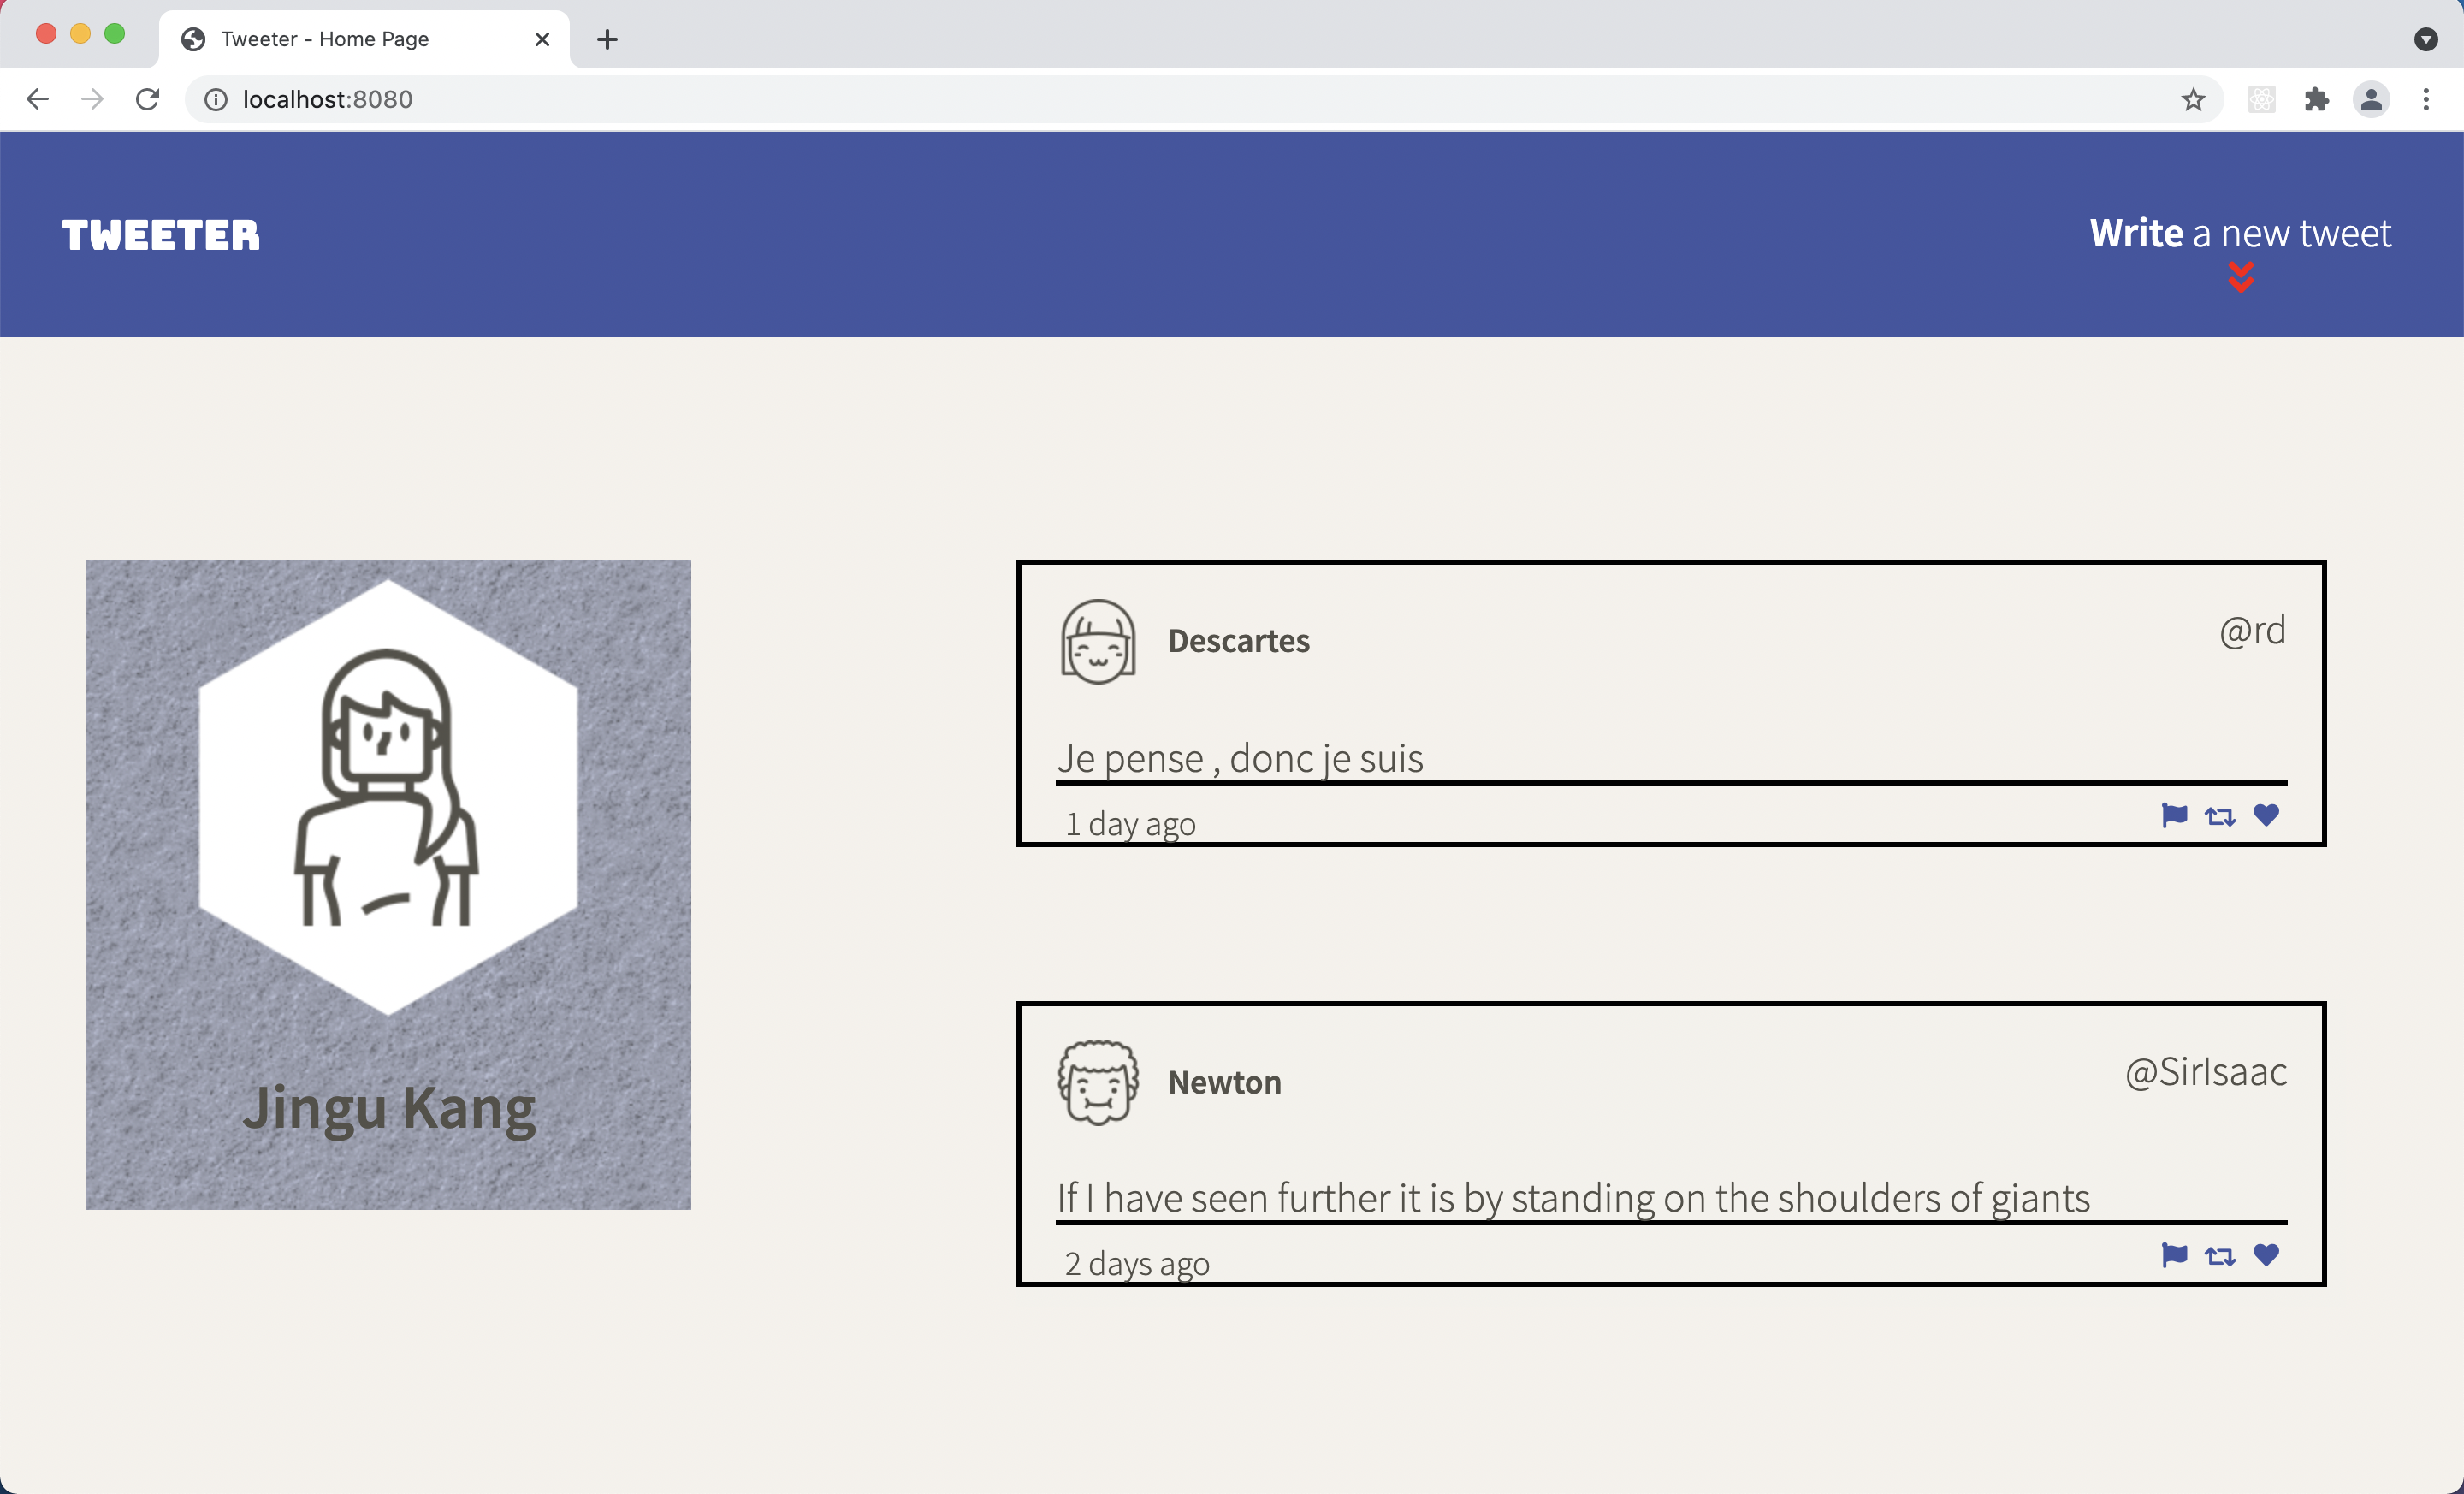 Tweeter - Home Page
localhost:8080
TWEETER
Write a new tweet
Jingu Kang
Descartes
@rd
Je pense , donc je suis
1 day ago
Newton
@SirIsaac
If I have seen further it is by standing on the shoulders of giants
2 days ago